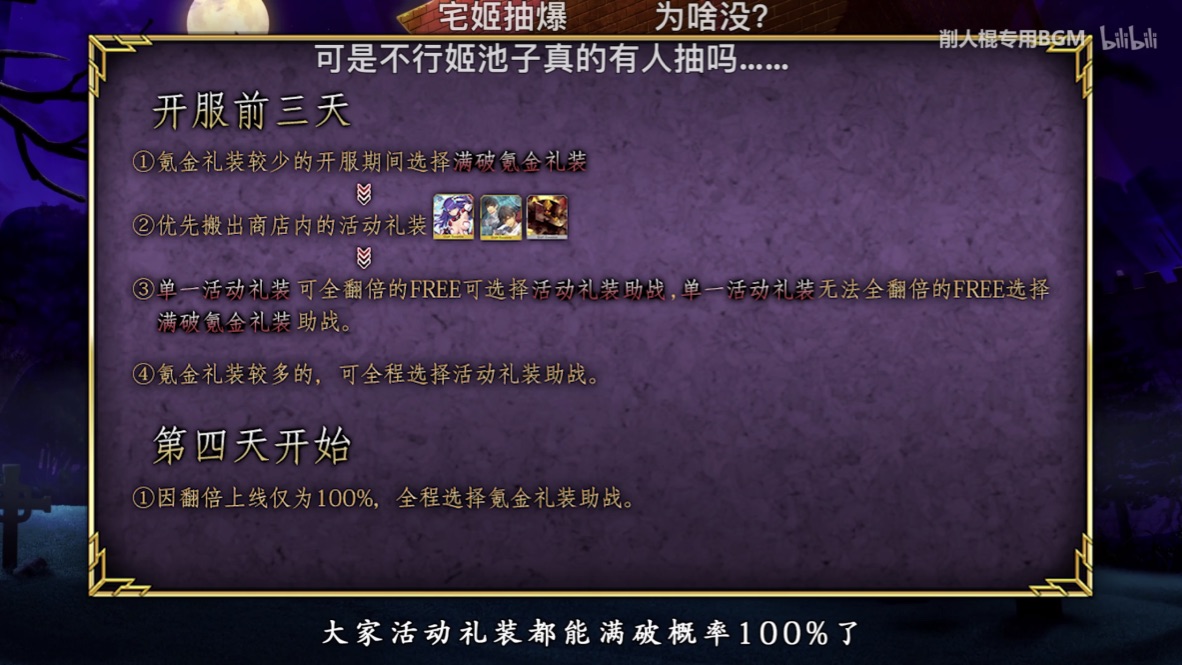 宅姬抽爆
为啥没?
削人棍专用BGM
bilibili
可是不行姬池子真的有人抽吗……
开服前三天
①氪金礼装较少的开服期间选择满破氪金礼装
②优先搬出商店内的活动礼装
③单一活动礼装可全翻倍的FREE可选择活动礼装助战,单一活动礼装无法全翻倍的FREE选择
满破氪金礼装助战。
④氪金礼装较多的，可全程选择活动礼装助战。
第四天开始
①因翻倍上线仅为100%，全程选择氪金礼装助战。
大家活动礼装都能满破概率100%了